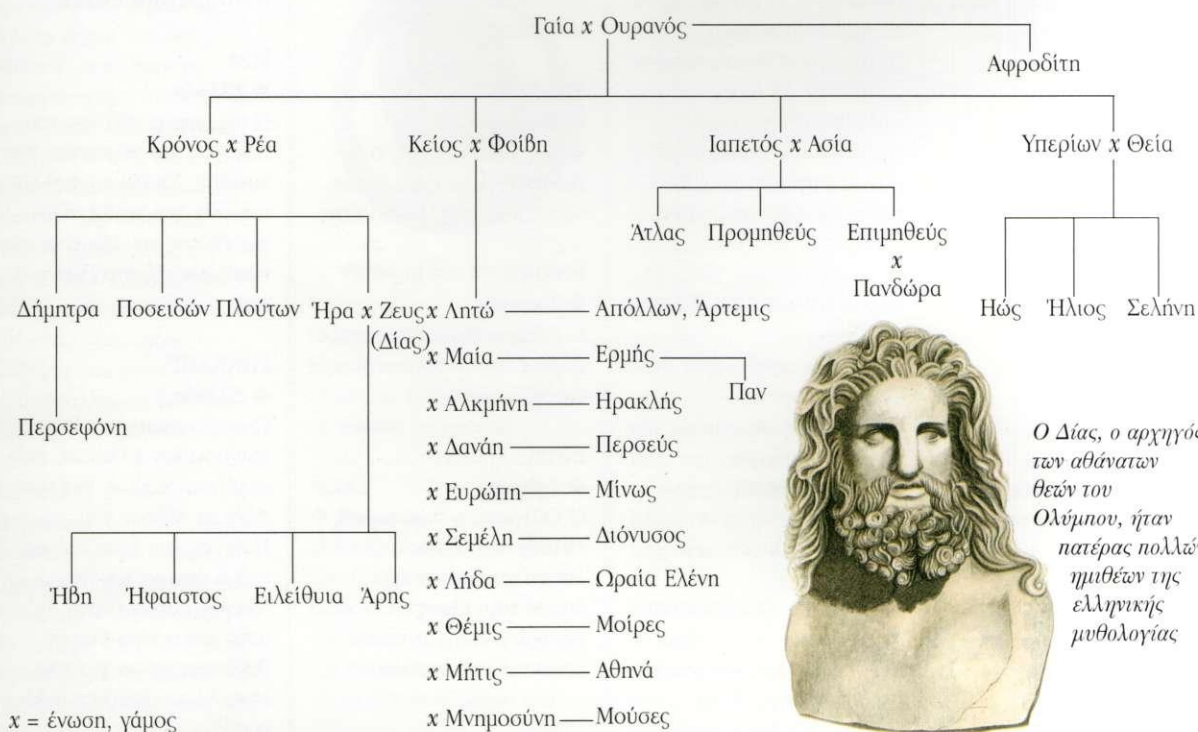 Γαία x Ουρανός
Αφροδίτη
Κρόνος x Ρέα Κείος x Φοίβη Ιαπετός x Ασία Υπερίων x Θεία
Άτλας Προμηθεύς Επιμηθεύς
x
Πανδώρα
Δήμητρα Ποσειδών Πλούτων Ήρα x Ζευς x Λητώ Απόλλων, Άρτεμις Ηώς Ήλιος Σελήνη
(Δίας)
x Μαία Ερμής
Παν
x Αλκμήνη Ηρακλής
Περσεφόνη
x Δανάη Περσεύς
x Ευρώπη Μίνως
x Σεμέλη Διόνυσος
x Λήδα Ωραία Ελένη
Ήβη Ήφαιστος Ειλείθυια Άρης
x Θέμις Μοίρες
x Μήτις Αθηνά
x Μνημοσύνη Μούσες
Ο Δίας, ο αρχηγός
των αθάνατων
θεών του
Ολύμπου, ήταν
πατέρας πολλώ
ημιθέων της
ελληνικής
μυθολογίας
x = ένωση, γάμος